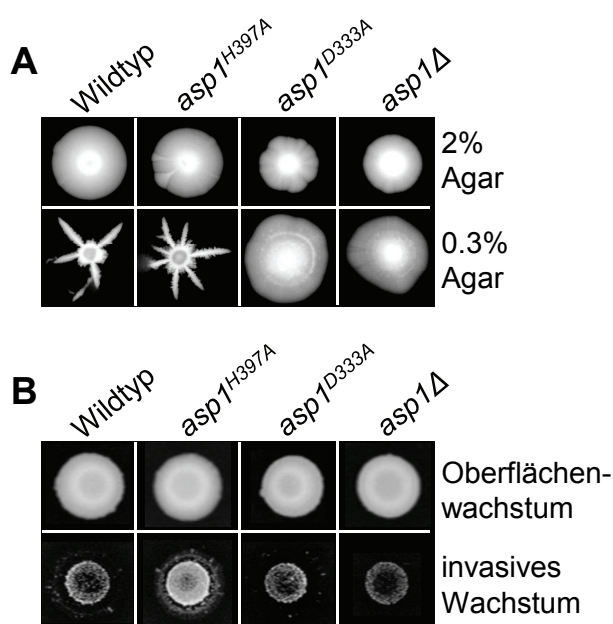 A
Wildtyp
asp1H397A
asp1D333A
asp1Δ
2%
Agar
0.3%
Agar
B
Wildtyp
asp1H397A
asp1D333A
asp1Δ
Oberflächen-
wachstum
invasives
Wachstum